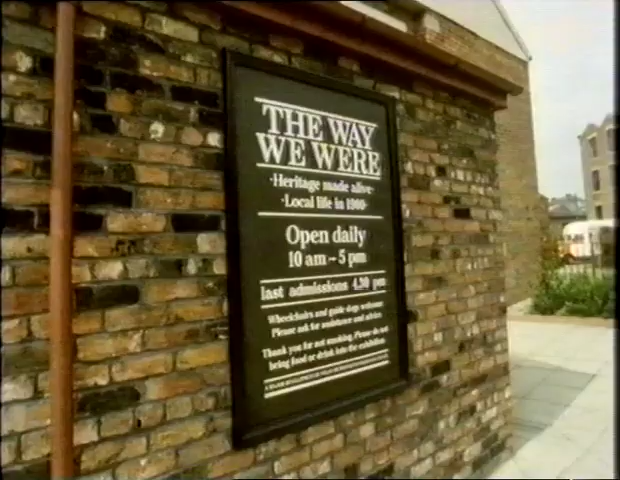 THE WAY
WE WERE
·Heritage made alive·
·Local life in 1900·
Open daily
10 am – 5 pm
last admissions 4.30 pm
Wheelchairs and guide dogs welcome
Please ask for assistance and advice
Thank you for not smoking. Please do not
bring food or drink into the exhibition.